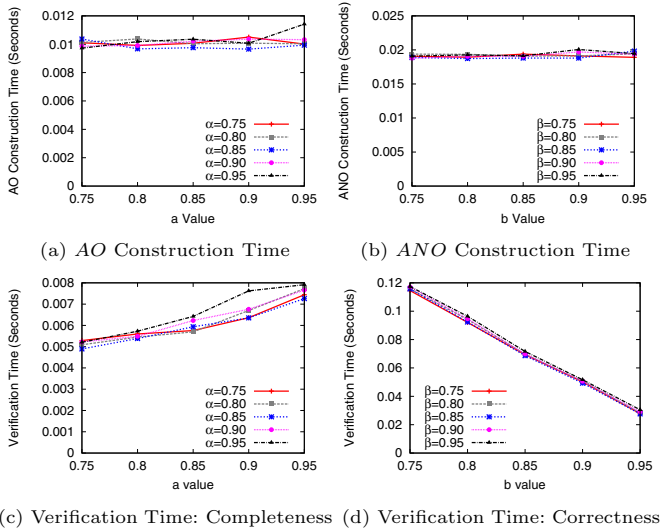 0.012
0.01
0.008
0.006
0.004
0.002
0
AO Construction Time (Seconds)
α=0.75
α=0.80
α=0.85
α=0.90
α=0.95
0.75 0.8 0.85 0.9 0.95
a Value
(a) AO Construction Time
0.025
0.02
0.015
0.01
0.005
0
ANO Construction Time (Seconds)
β=0.75
β=0.80
β=0.85
β=0.90
β=0.95
0.75 0.8 0.85 0.9 0.95
b Value
(b) ANO Construction Time
0.008
0.007
0.006
0.005
0.004
0.003
0.002
0.001
0
Verification Time (Seconds)
α=0.75
α=0.80
α=0.85
α=0.90
α=0.95
0.75 0.8 0.85 0.9 0.95
a value
(c) Verification Time: Completeness
0.12
0.1
0.08
0.06
0.04
0.02
0
Verification Time (Seconds)
β=0.75
β=0.80
β=0.85
β=0.90
β=0.95
0.75 0.8 0.85 0.9 0.95
b value
(d) Verification Time: Correctness